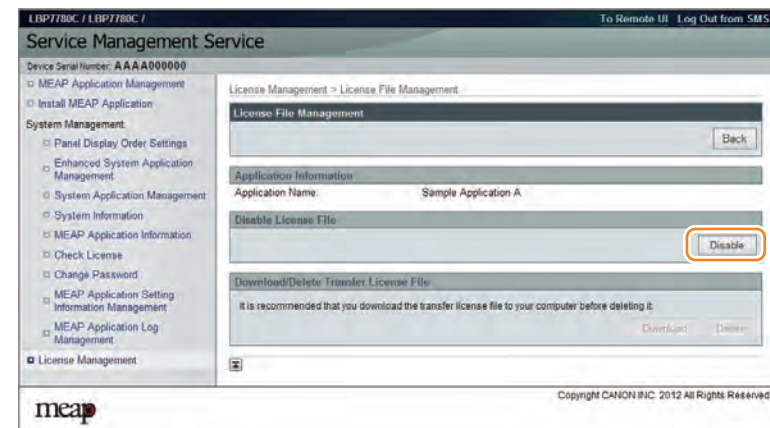 LBP7780C / LBP7780C /
To Remote UI Log Out from SMS
Service Management Service
Device Serial Number: AAAA000000
MEAP Application Management
Install MEAP Application
System Management
Panel Display Order Settings
Enhanced System Application
Management
System Application Management
System Information
MEAP Application Information
Check License
Change Password
MEAP Application Setting
Information Management
MEAP Application Log
Management
License Management
License Management > License File Management
License File Management
Back
Application Information
Application Name:
Sample Application A
Disable License File
Disable
Download/Delete Transfer License File
It is recommended that you download the transfer license file to your computer before deleting it.
Download
Delete
meap
Copyright CANON INC. 2012 All Rights Reserved